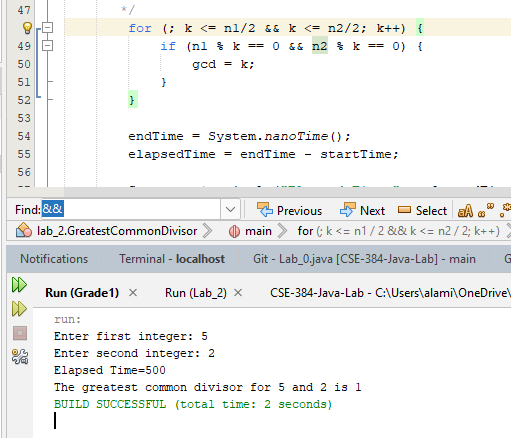 47 */
48 for (; k <= n1/2 && k <= n2/2; k++) {
49 if (n1 % k == 0 && n2 % k == 0) {
50 gcd = k;
51 }
52 }
53
54 endTime = System.nanoTime();
55 elapsedTime = endTime - startTime;
56
Find: && Previous Next Select aA
lab_2.GreatestCommonDivisor main for (; k <= n1 / 2 && k <= n2 / 2; k++)
Notifications Terminal - localhost Git - Lab_0.java [CSE-384-Java-Lab] - main G
Run (Grade1) × Run (Lab_2) × CSE-384-Java-Lab - C:\Users\alami\OneDrive\
run:
Enter first integer: 5
Enter second integer: 2
Elapsed Time=500
The greatest common divisor for 5 and 2 is 1
BUILD SUCCESSFUL (total time: 2 seconds)